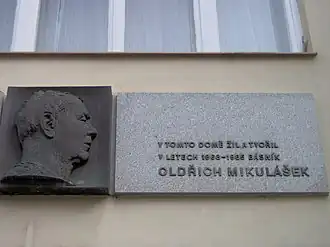 V TOMTO DOMĚ ŽIL A TVOŘIL
V LETECH BÁSNÍK
OLDŘICH MIKULÁŠEK